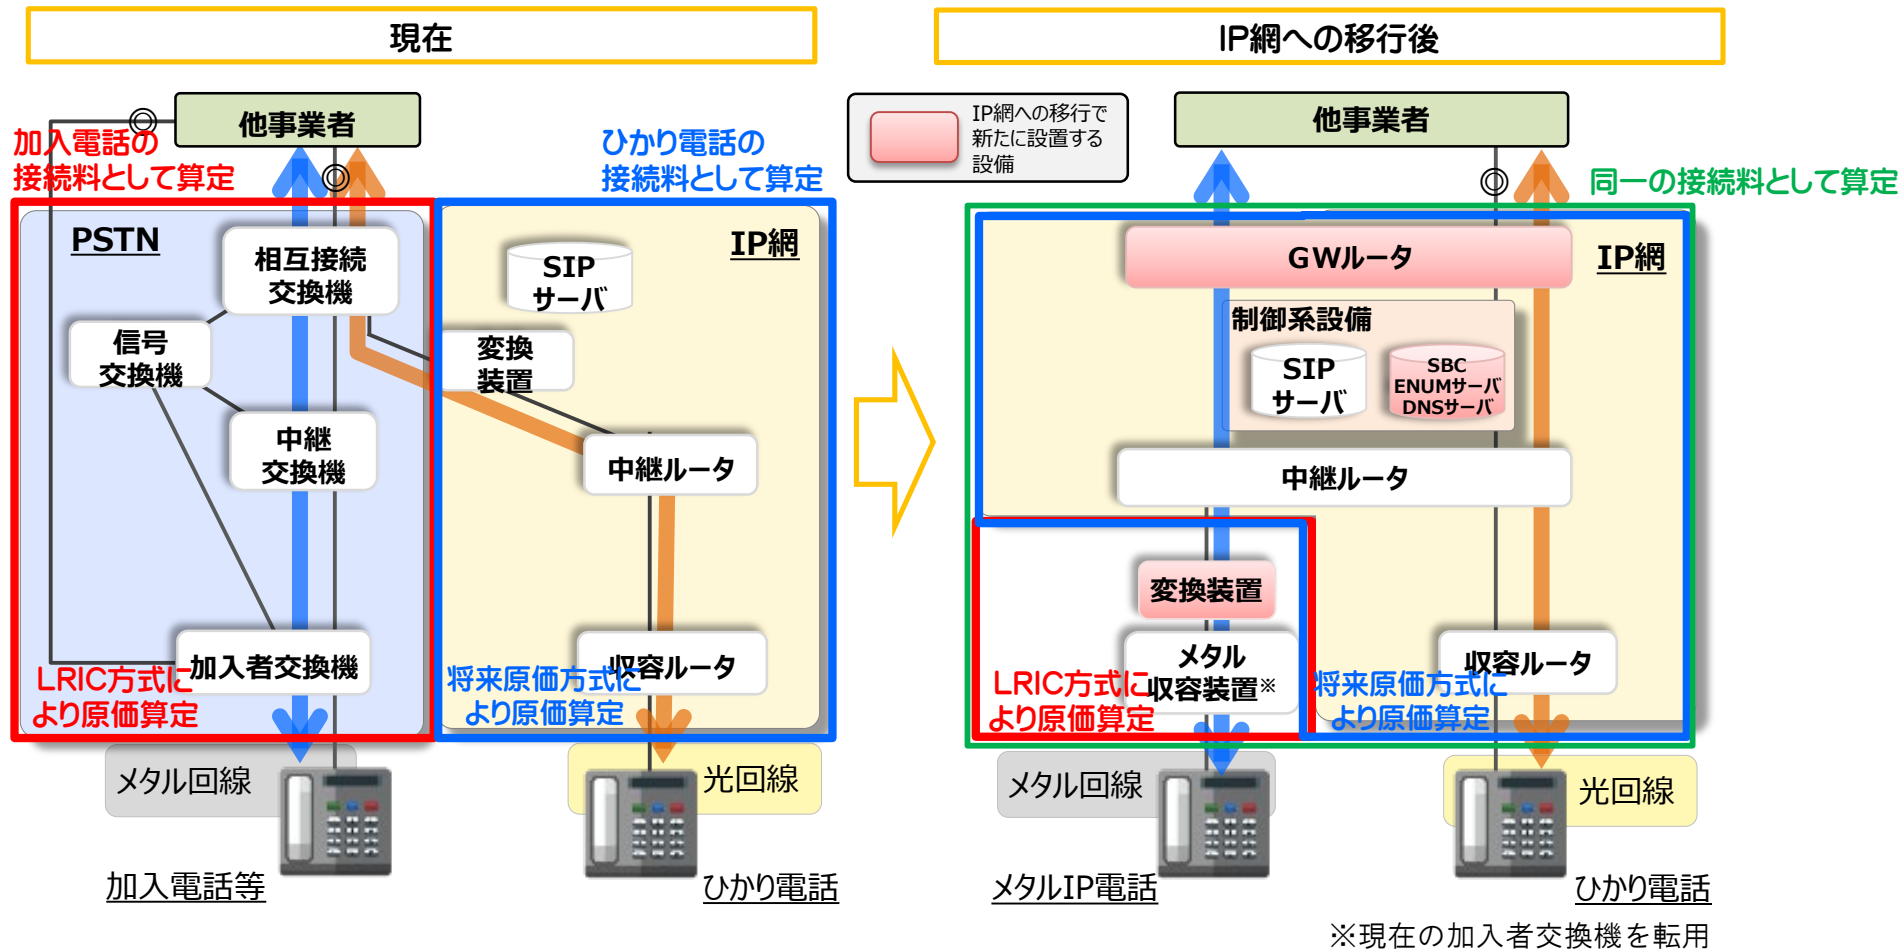 現在
IP網への移行後
他事業者
加入電話の
接続料として算定
ひかり電話の
接続料として算定
PSTN
IP網
相互接続
交換機
SIP
サーバ
信号
交換機
変換
装置
中継
交換機
中継ルータ
加入者交換機
収容ルータ
LRIC方式に
より原価算定
将来原価方式に
より原価算定
メタル回線
光回線
加入電話等
ひかり電話
IP網への移行で
新たに設置する
設備
他事業者
同一の接続料として算定
GWルータ
IP網
制御系設備
SIP
サーバ
SBC
ENUMサーバ
DNSサーバ
中継ルータ
変換装置
メタル
収容装置※
収容ルータ
LRIC方式に
より原価算定
将来原価方式に
より原価算定
メタル回線
光回線
メタルIP電話
ひかり電話
※現在の加入者交換機を転用